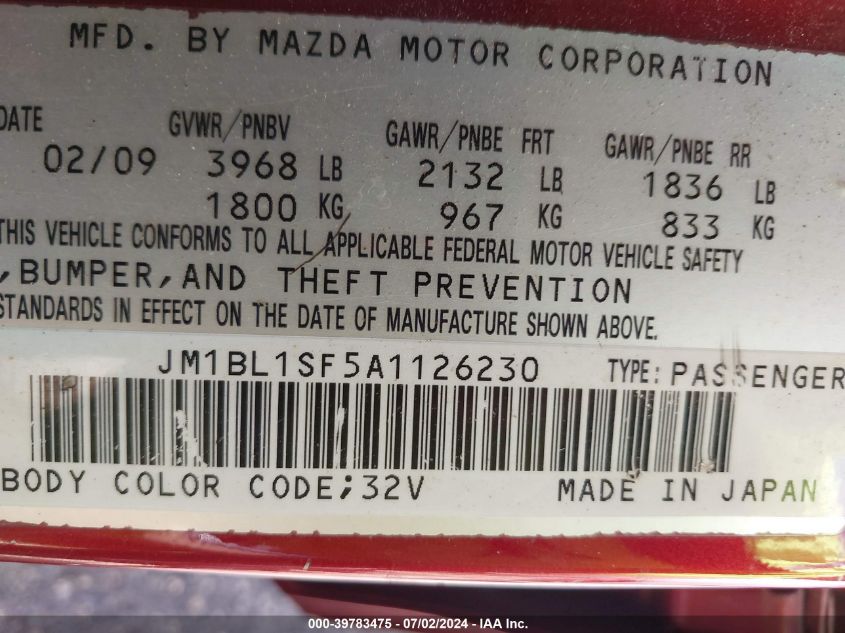 MFD. BY MAZDA MOTOR CORPORATION
DATE GVWR/PNBV GAWR/PNBE FRT GAWR/PNBE RR
02/09 3968 LB 2132 LB 1836 LB
1800 KG 967 KG 833 KG
THIS VEHICLE CONFORMS TO ALL APPLICABLE FEDERAL MOTOR VEHICLE SAFETY
,BUMPER,AND THEFT PREVENTION
STANDARDS IN EFFECT ON THE DATE OF MANUFACTURE SHOWN ABOVE.
JM1BL1SF5A1126230 TYPE: PASSENGER
BODY COLOR CODE;32V MADE IN JAPAN
000-39783475 - 07/02/2024 - IAA Inc.